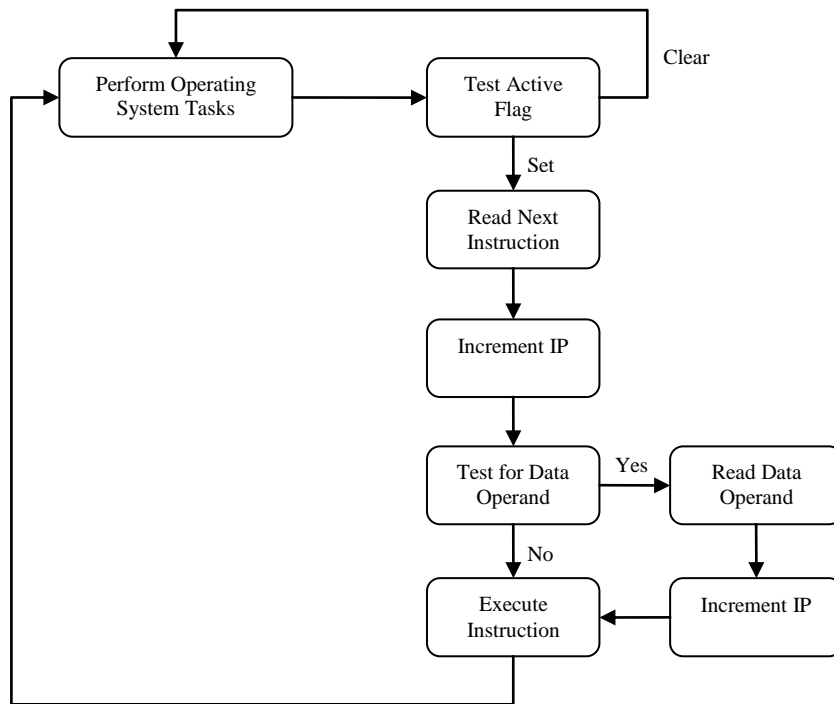 Perform Operating
System Tasks
Test Active
Flag
Clear
Set
Read Next
Instruction
Increment IP
Test for Data
Operand
Yes
Read Data
Operand
No
Execute
Instruction
Increment IP